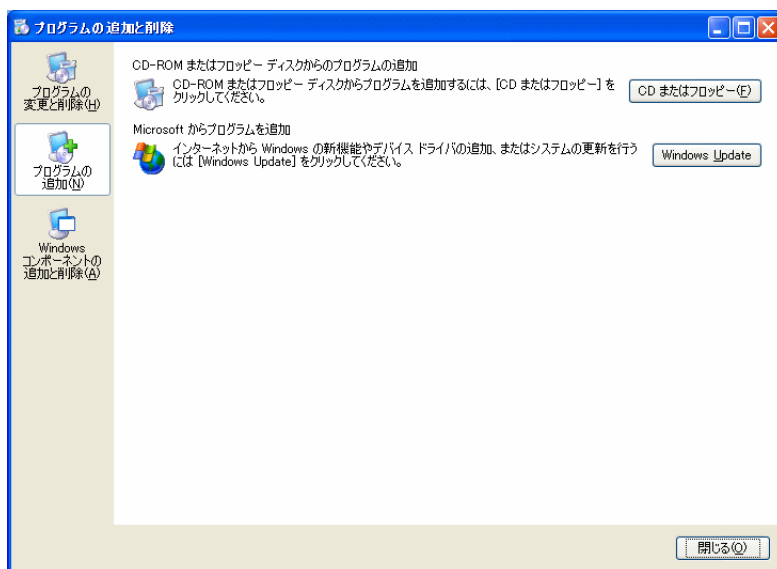 プログラムの追加と削除
プログラムの
変更と削除(H)
プログラムの
追加(N)
Windows
コンポーネントの
追加と削除(A)
CD-ROM またはフロッピー ディスクからのプログラムの追加
CD-ROM またはフロッピー ディスクからプログラムを追加するには、[CD またはフロッピー] を
クリックしてください。
CD またはフロッピー(F)
Microsoft からプログラムを追加
インターネットから Windows の新機能やデバイス ドライバの追加、またはシステムの更新を行う
には [Windows Update] をクリックしてください。
Windows Update
閉じる(O)